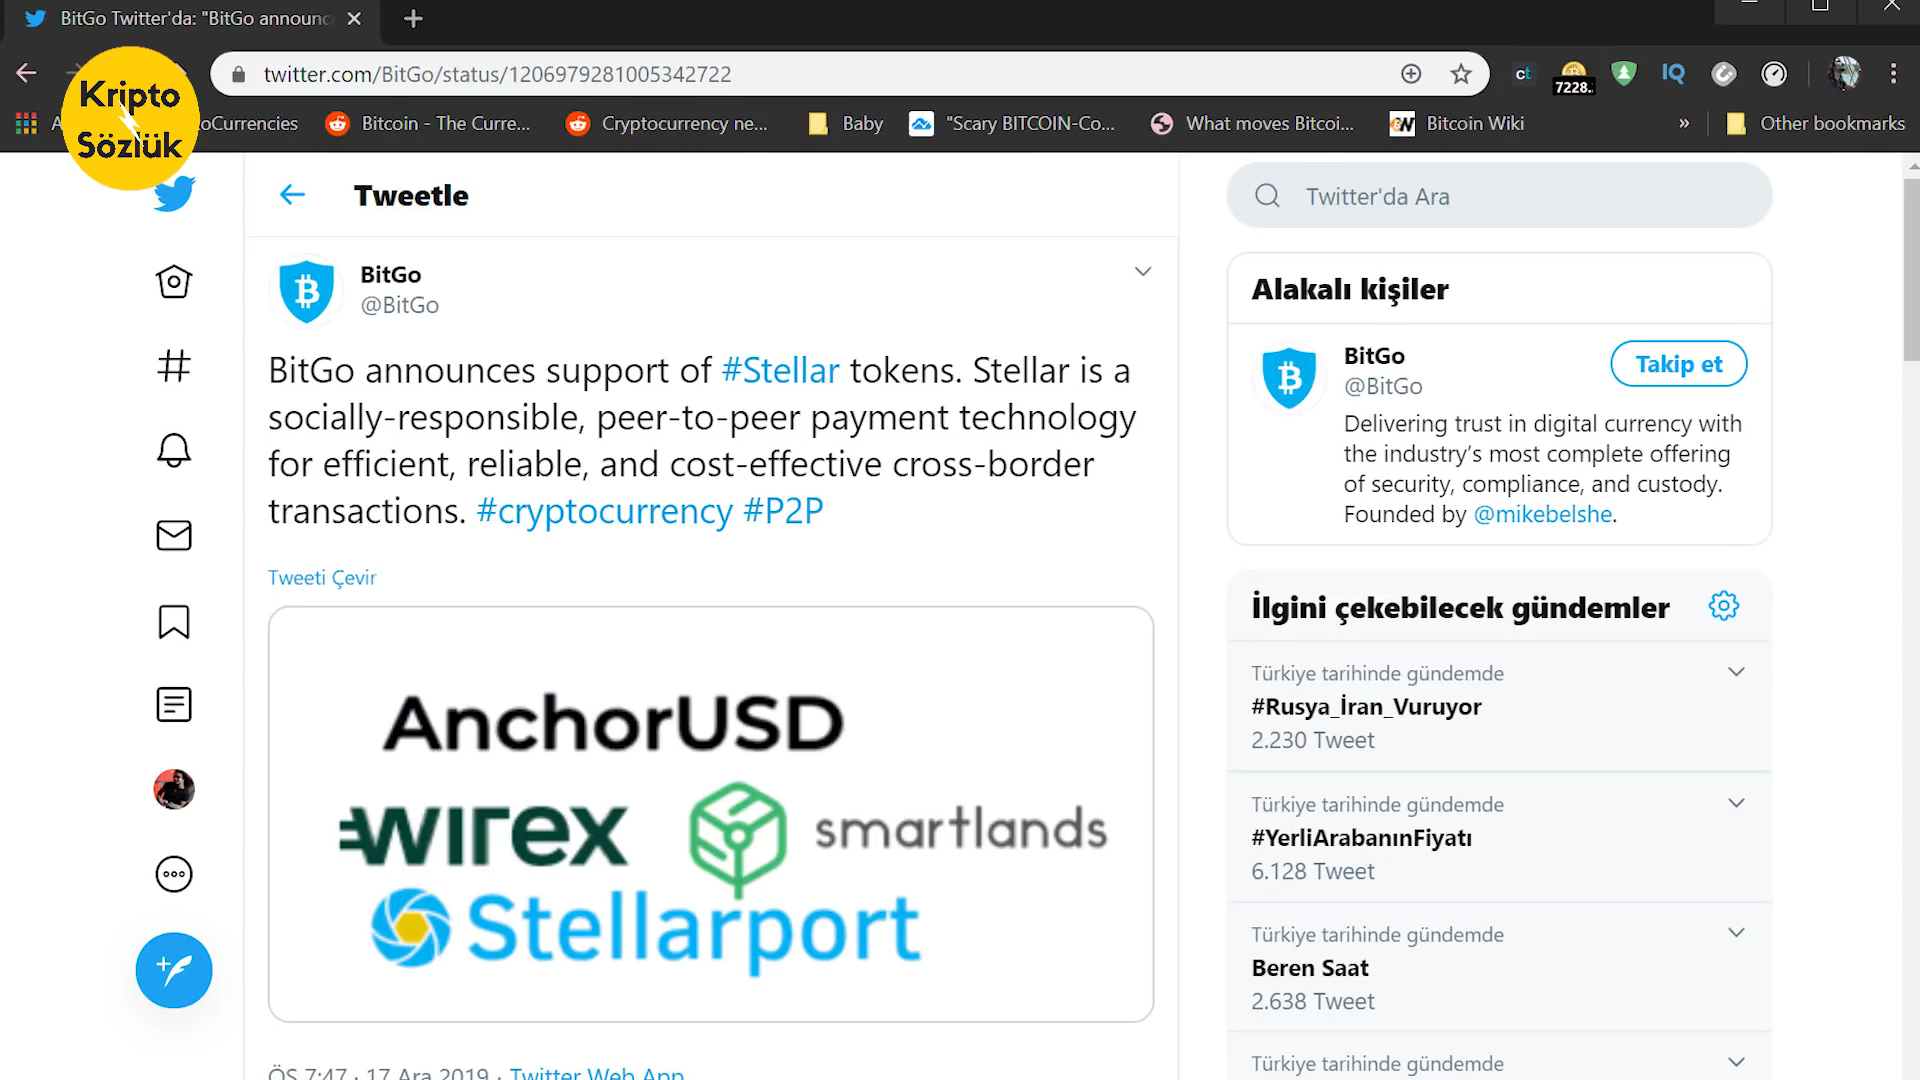 BitGo Twitter'da: "BitGo announc
twitter.com/BitGo/status/1206979281005342722
ct
7228.
IQ
Kripto
Sözlük
oCurrencies
Bitcoin - The Curre...
Cryptocurrency ne...
Baby
"Scary BITCOIN-Co...
What moves Bitcoi...
Bitcoin Wiki
»
Other bookmarks
Tweetle
BitGo
@BitGo
BitGo announces support of #Stellar tokens. Stellar is a
socially-responsible, peer-to-peer payment technology
for efficient, reliable, and cost-effective cross-border
transactions. #cryptocurrency #P2P
Tweeti Çevir
AnchorUSD
wirex
smartlands
Stellarport
ÖS 7:47 · 17 Ara 2019 · Twitter Web App
Twitter'da Ara
Alakalı kişiler
BitGo
@BitGo
Takip et
Delivering trust in digital currency with
the industry’s most complete offering
of security, compliance, and custody.
Founded by @mikebelshe.
İlgini çekebilecek gündemler
Türkiye tarihinde gündemde
#Rusya_İran_Vuruyor
2.230 Tweet
Türkiye tarihinde gündemde
#YerliArabanınFiyatı
6.128 Tweet
Türkiye tarihinde gündemde
Beren Saat
2.638 Tweet
Türkiye tarihinde gündemde